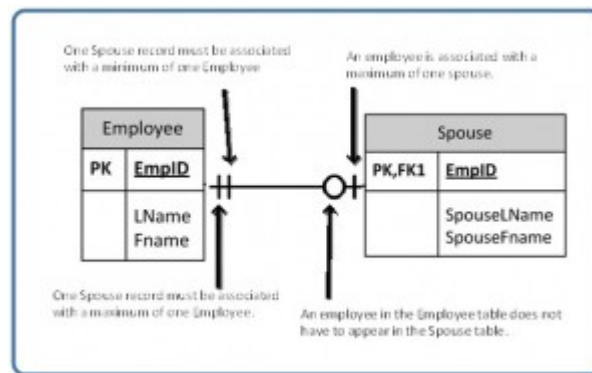 One Spouse record must be associated
with a minimum of one Employee
An employee is associated with a
maximum of one spouse.
Employee
PK EmpID
LName
Fname
Spouse
PK,FK1 EmpID
SpouseLName
SpouseFname
One Spouse record must be associated
with a maximum of one Employee.
An employee in the Employee table does not
have to appear in the Spouse table.